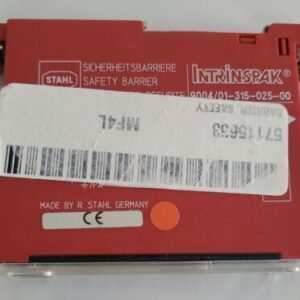 STAHL
SICHERHEITSBARRIERE
SAFETY BARRIER
INTRINSPAK
9004/01-315-025-00
BARRIER, SAFETY
57115653
MF4L
MADE BY R. STAHL GERMANY
CE